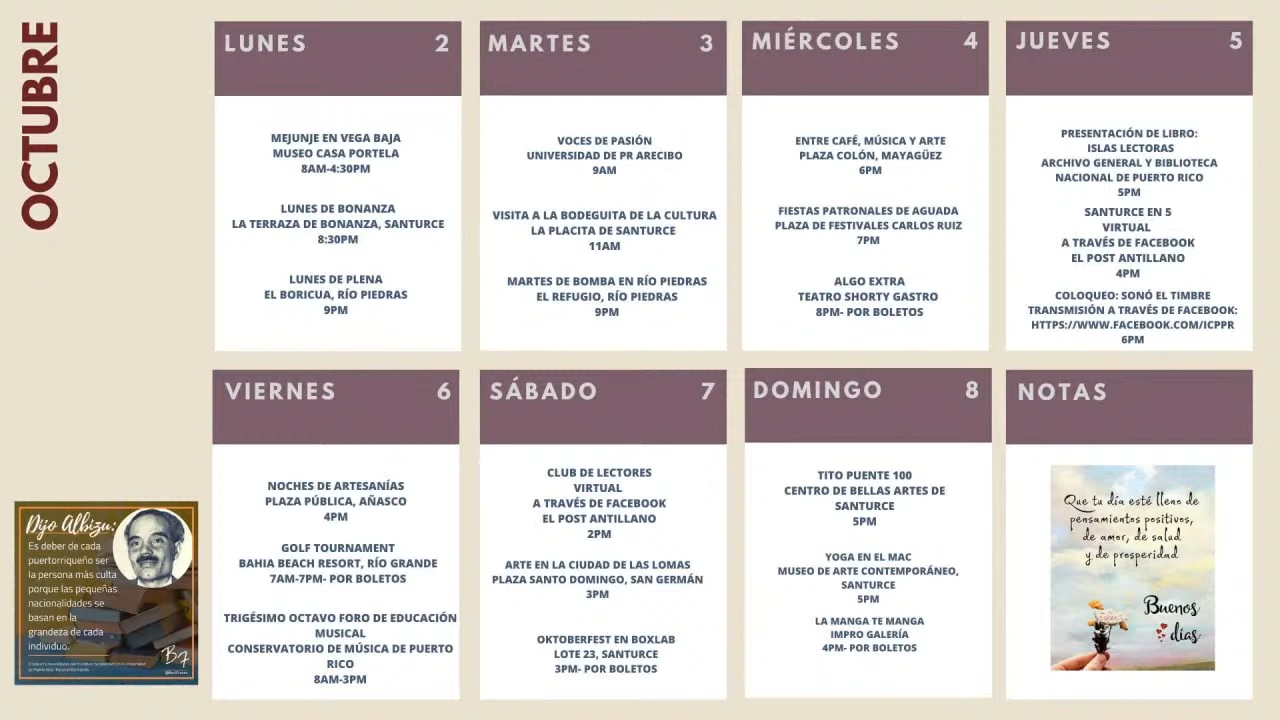 OCTUBRE
LUNES 2
MEJUNJE EN VEGA BAJA
MUSEO CASA PORTELA
8AM-4:30PM
LUNES DE BONANZA
LA TERRAZA DE BONANZA, SANTURCE
8:30PM
LUNES DE PLENA
EL BORICUA, RÍO PIEDRAS
9PM
MARTES 3
VOCES DE PASIÓN
UNIVERSIDAD DE PR ARECIBO
9AM
VISITA A LA BODEGUITA DE LA CULTURA
LA PLACITA DE SANTURCE
11AM
MARTES DE BOMBA EN RÍO PIEDRAS
EL REFUGIO, RÍO PIEDRAS
9PM
MIÉRCOLES 4
ENTRE CAFÉ, MÚSICA Y ARTE
PLAZA COLÓN, MAYAGÜEZ
6PM
FIESTAS PATRONALES DE AGUADA
PLAZA DE FESTIVALES CARLOS RUIZ
7PM
ALGO EXTRA
TEATRO SHORTY GASTRO
8PM- POR BOLETOS
JUEVES 5
PRESENTACIÓN DE LIBRO:
ISLAS LECTORAS
ARCHIVO GENERAL Y BIBLIOTECA
NACIONAL DE PUERTO RICO
5PM
SANTURCE EN 5
VIRTUAL
A TRAVÉS DE FACEBOOK
EL POST ANTILLANO
4PM
COLOQUEO: SONÓ EL TIMBRE
TRANSMISIÓN A TRAVÉS DE FACEBOOK:
HTTPS://WWW.FACEBOOK.COM/ICPPR
6PM
VIERNES 6
NOCHES DE ARTESANÍAS
PLAZA PÚBLICA, AÑASCO
4PM
GOLF TOURNAMENT
BAHIA BEACH RESORT, RÍO GRANDE
7AM-7PM- POR BOLETOS
TRIGÉSIMO OCTAVO FORO DE EDUCACIÓN
MUSICAL
CONSERVATORIO DE MÚSICA DE PUERTO
RICO
8AM-3PM
SÁBADO 7
CLUB DE LECTORES
VIRTUAL
A TRAVÉS DE FACEBOOK
EL POST ANTILLANO
2PM
ARTE EN LA CIUDAD DE LAS LOMAS
PLAZA SANTO DOMINGO, SAN GERMÁN
3PM
OKTOBERFEST EN BOXLAB
LOTE 23, SANTURCE
3PM- POR BOLETOS
DOMINGO 8
TITO PUENTE 100
CENTRO DE BELLAS ARTES DE
SANTURCE
5PM
YOGA EN EL MAC
MUSEO DE ARTE CONTEMPORÁNEO,
SANTURCE
5PM
LA MANGA TE MANGA
IMPRO GALERÍA
4PM- POR BOLETOS
NOTAS
Que tu día esté lleno de
pensamientos positivos,
de amor, de salud
y de prosperidad
Buenos
días
Dijo Albizu:
Es deber de cada
puertorriqueño ser
la persona más culta
porque las pequeñas
nacionalidades se
basan en la
grandeza de cada
individuo.